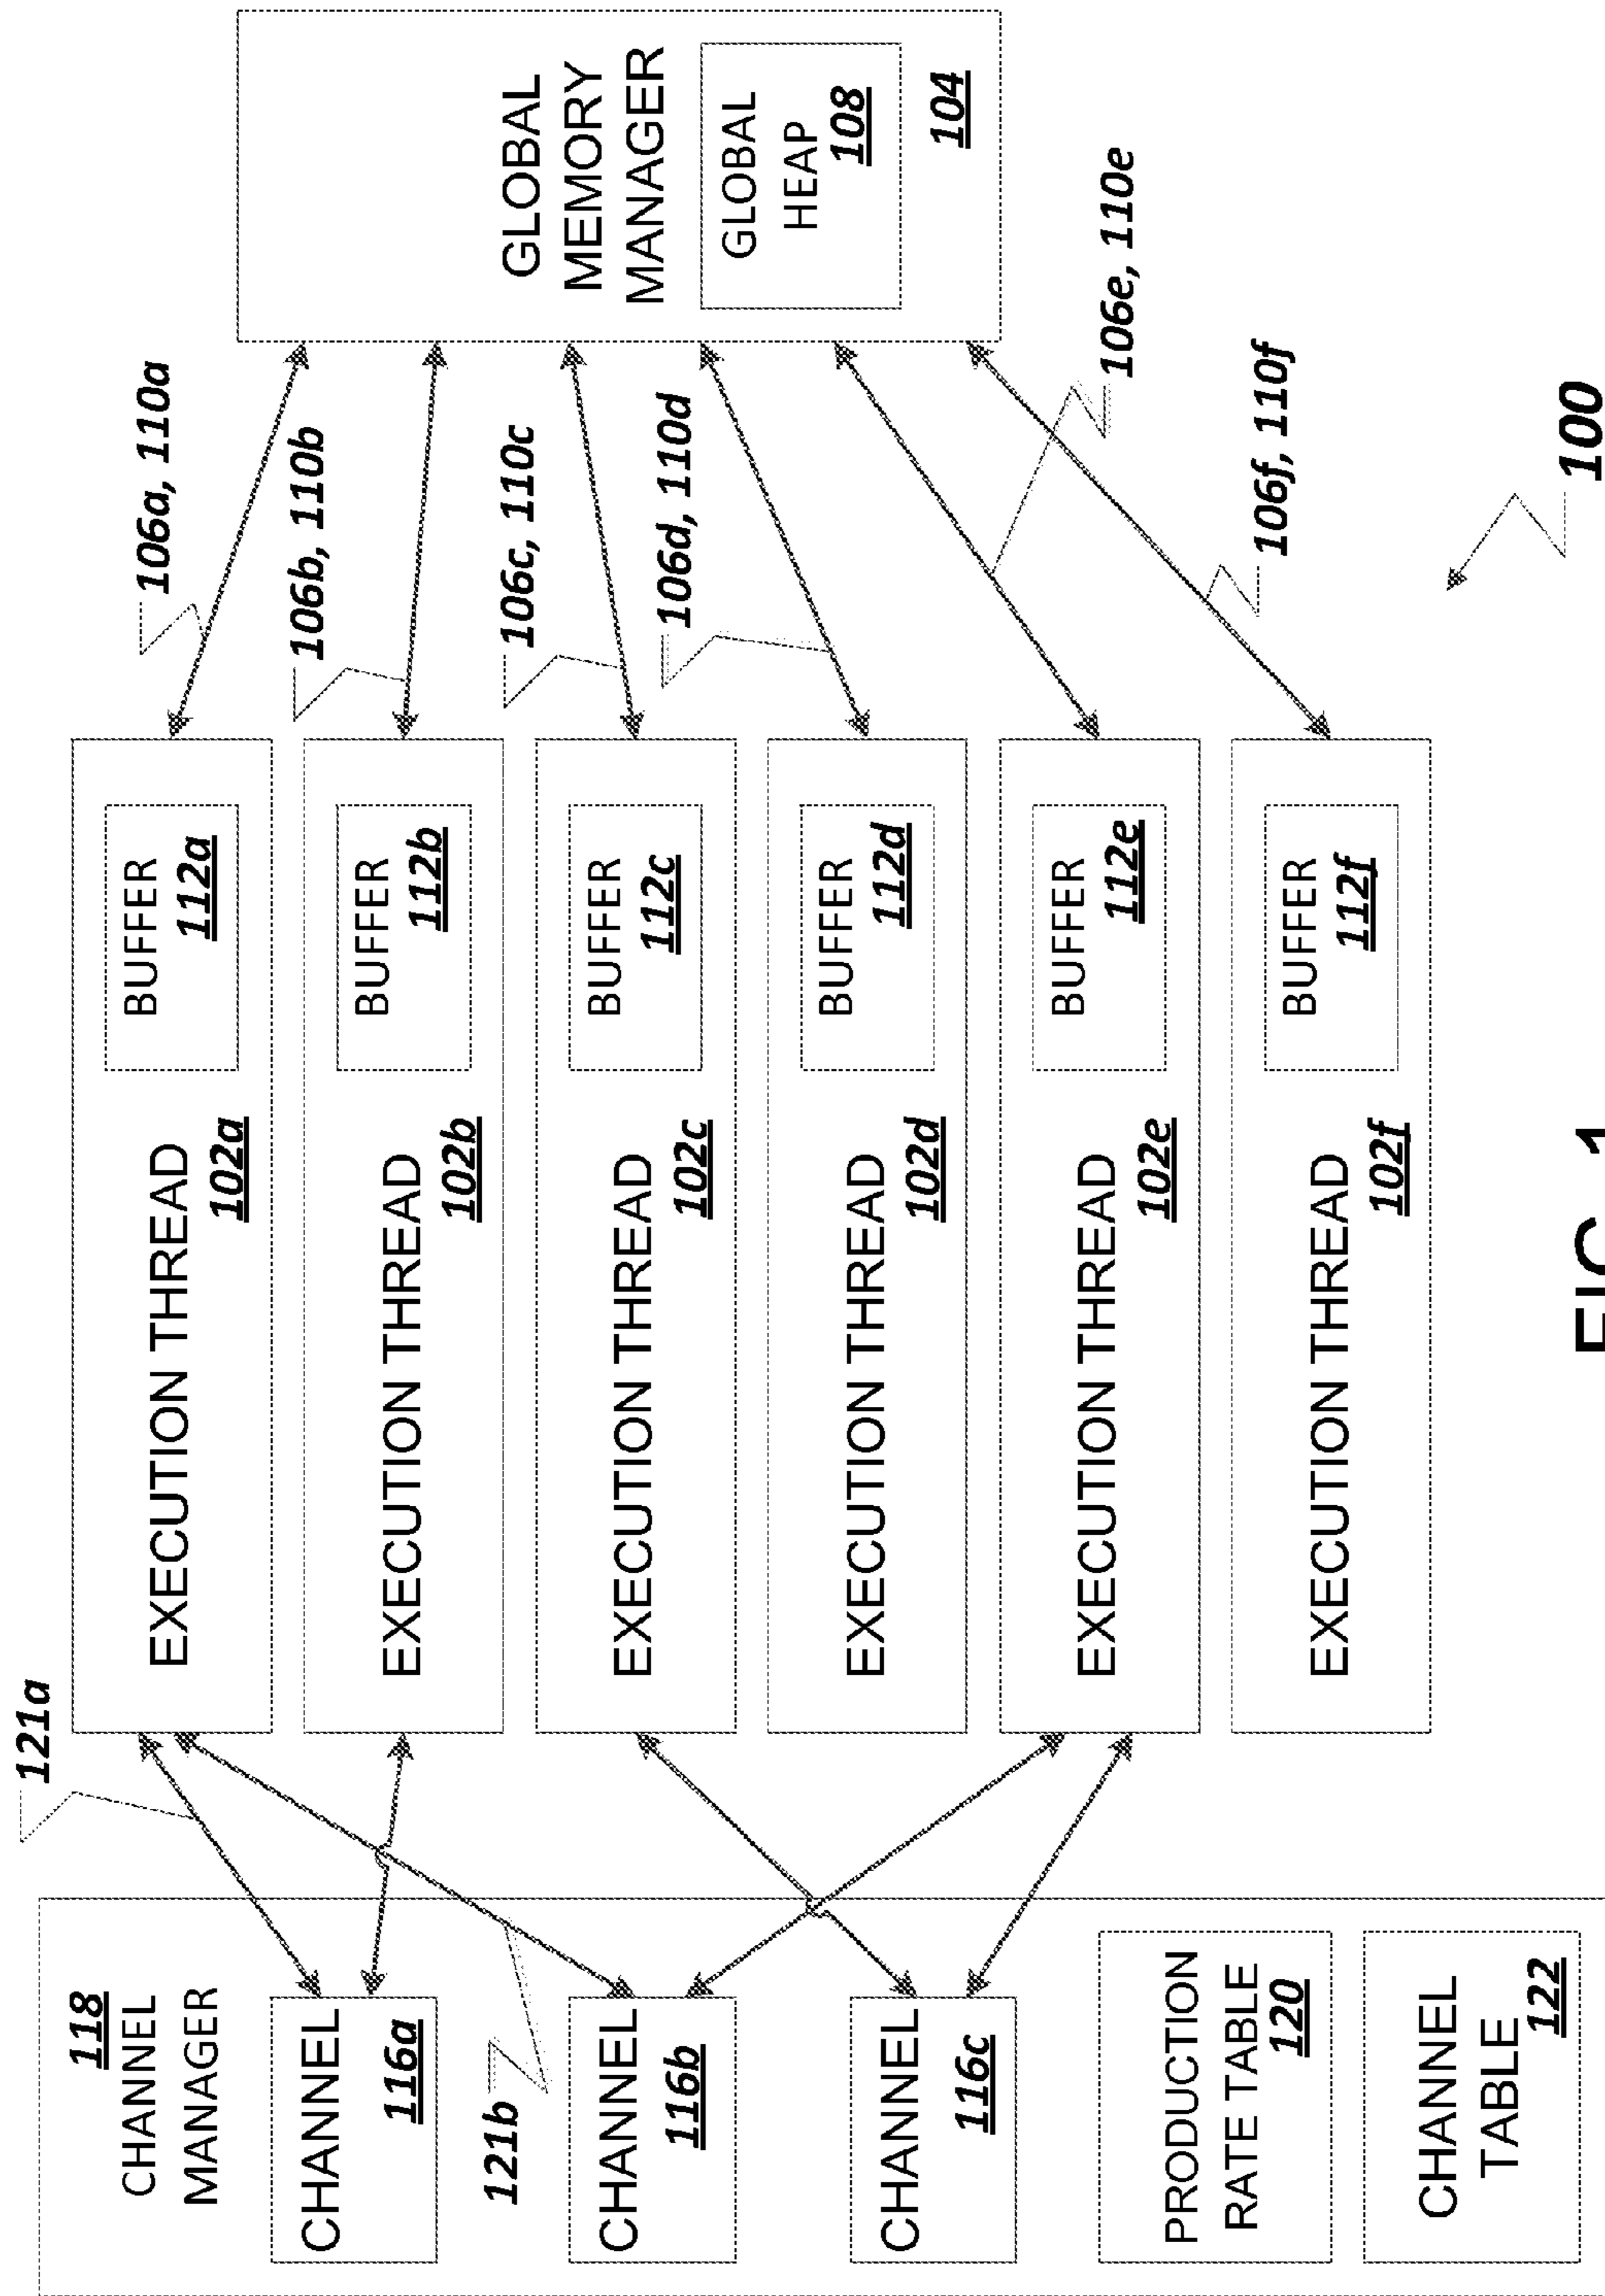 118
CHANNEL
MANAGER
CHANNEL
116a
121b
CHANNEL
116b
CHANNEL
116c
PRODUCTION
RATE TABLE
120
CHANNEL
TABLE
122
121a
EXECUTION THREAD
102a
BUFFER
112a
EXECUTION THREAD
102b
BUFFER
112b
EXECUTION THREAD
102c
BUFFER
112c
EXECUTION THREAD
102d
BUFFER
112d
EXECUTION THREAD
102e
BUFFER
112e
EXECUTION THREAD
102f
BUFFER
112f
106a, 110a
106b, 110b
106c, 110c
106d, 110d
106e, 110e
106f, 110f
GLOBAL
MEMORY
MANAGER
GLOBAL
HEAP
108
104
100